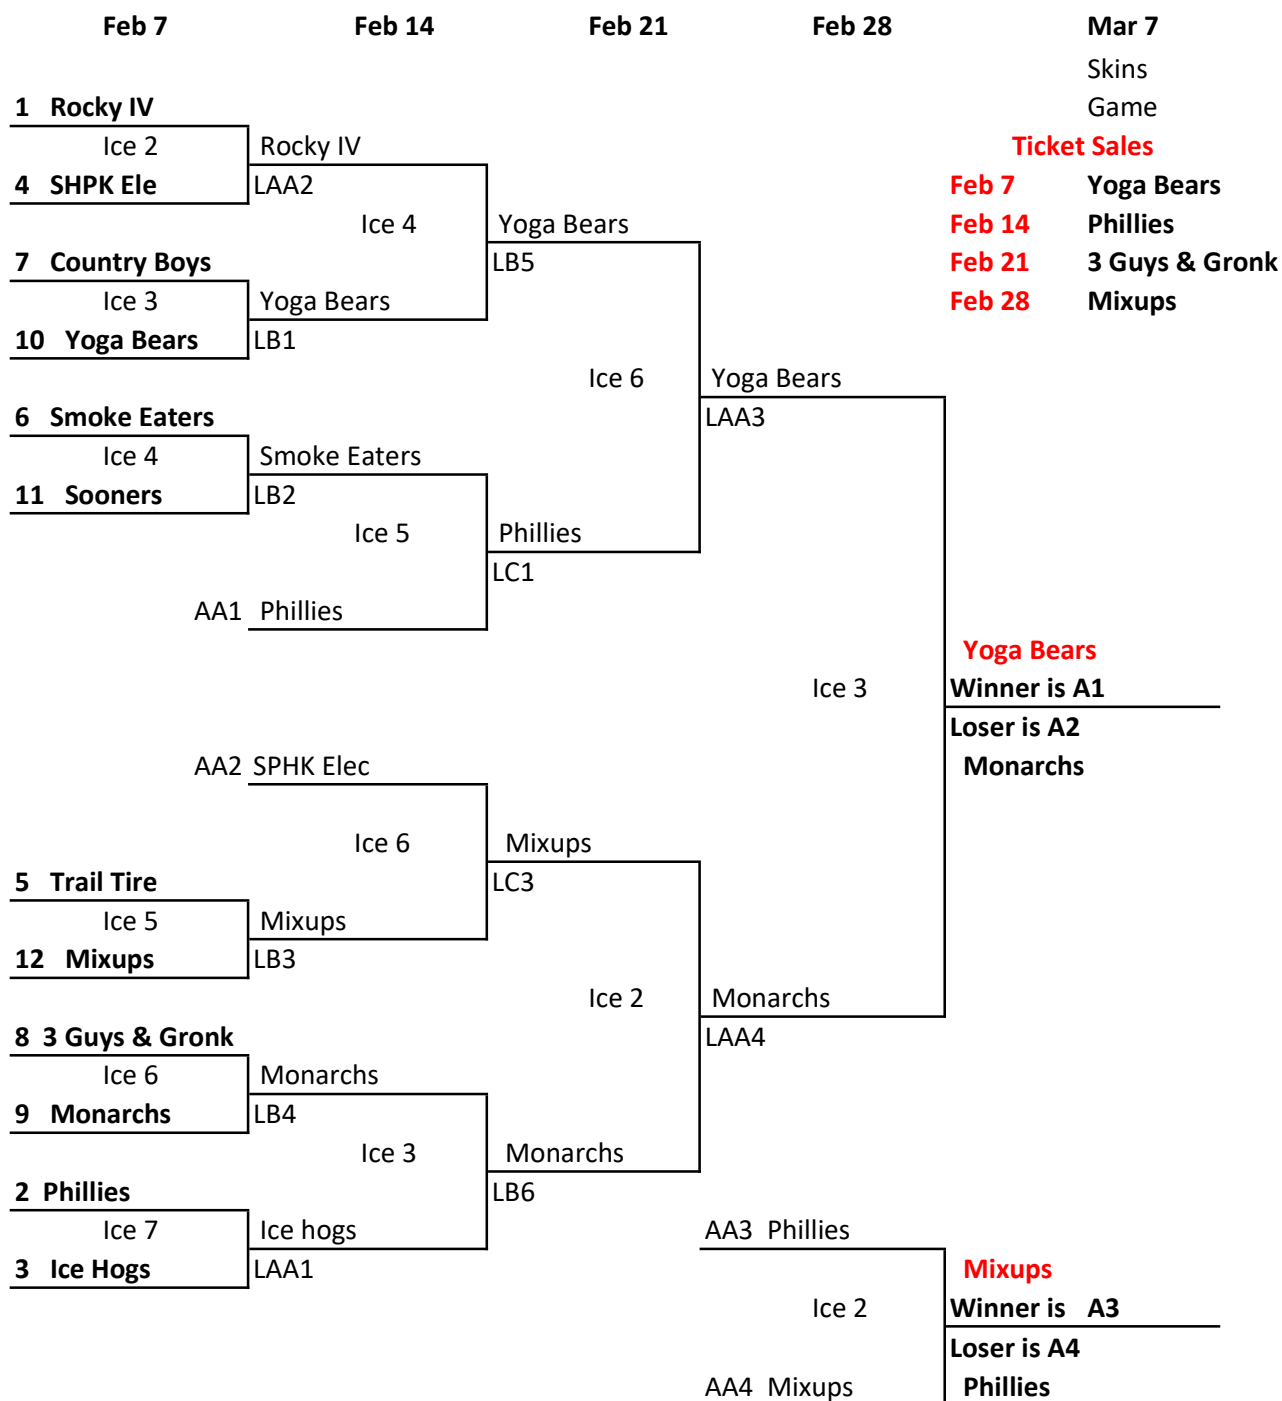 Feb 7 Feb 14 Feb 21 Feb 28 Mar 7
Skins
1 Rocky IV Game
Ice 2 Rocky IV Ticket Sales
4 SHPK Ele LAA2 Feb 7 Yoga Bears
Ice 4 Yoga Bears Feb 14 Phillies
7 Country Boys LB5 Feb 21 3 Guys & Gronk
Ice 3 Yoga Bears Feb 28 Mixups
10 Yoga Bears LB1
Ice 6 Yoga Bears
6 Smoke Eaters LAA3
Ice 4 Smoke Eaters
11 Sooners LB2
Ice 5 Phillies
LC1
AA1 Phillies
Yoga Bears
Ice 3 Winner is A1
Loser is A2
AA2 SPHK Elec Monarchs
Ice 6 Mixups
5 Trail Tire LC3
Ice 5 Mixups
12 Mixups LB3
Ice 2 Monarchs
8 3 Guys & Gronk LAA4
Ice 6 Monarchs
9 Monarchs LB4
Ice 3 Monarchs
2 Phillies LB6
Ice 7 Ice hogs AA3 Phillies
3 Ice Hogs LAA1 Mixups
Ice 2 Winner is A3
Loser is A4
AA4 Mixups Phillies